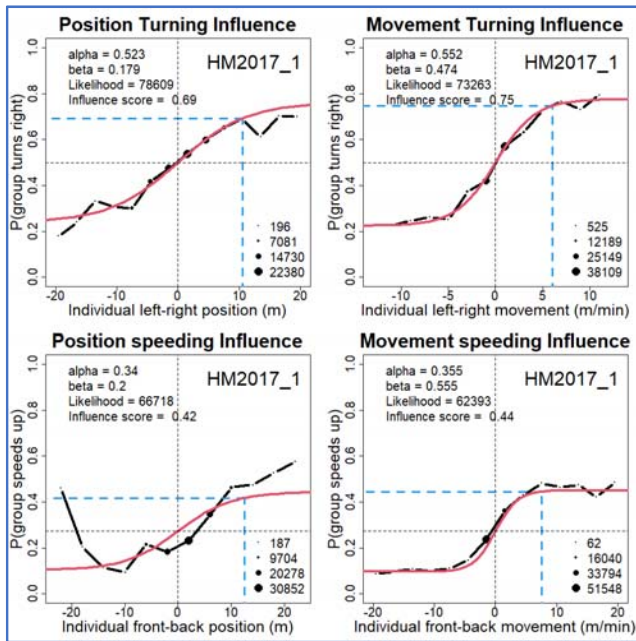 Position Turning Influence
alpha = 0.523
beta = 0.179
Likelihood = 78609
Influence score = 0.69
HM2017_1
P(group turns right)
0.0 0.2 0.4 0.6 0.8 1.0
196
7081
14730
22380
-20 -10 0 10 20
Individual left-right position (m)
Movement Turning Influence
alpha = 0.552
beta = 0.474
Likelihood = 73263
Influence score = 0.75
HM2017_1
P(group turns right)
0.0 0.2 0.4 0.6 0.8 1.0
525
12189
25149
38109
-10 -5 0 5 10
Individual left-right movement (m/min)
Position speeding Influence
alpha = 0.34
beta = 0.2
Likelihood = 66718
Influence score = 0.42
HM2017_1
P(group speeds up)
0.0 0.2 0.4 0.6 0.8 1.0
187
9704
20278
30852
-20 -10 0 10 20
Individual front-back position (m)
Movement speeding Influence
alpha = 0.355
beta = 0.555
Likelihood = 62393
Influence score = 0.44
HM2017_1
P(group speeds up)
0.0 0.2 0.4 0.6 0.8 1.0
62
16040
33794
51548
-20 -10 0 10 20
Individual front-back movement (m/min)